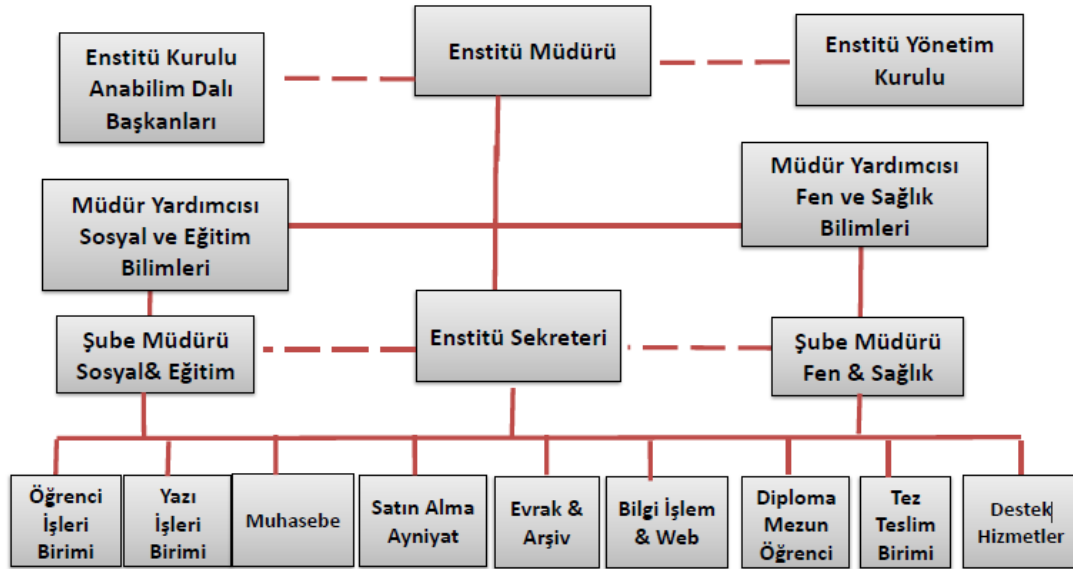 Enstitü Kurulu
Anabilim Dalı
Başkanları
Enstitü Müdürü
Enstitü Yönetim
Kurulu
Müdür Yardımcısı
Sosyal ve Eğitim
Bilimleri
Müdür Yardımcısı
Fen ve Sağlık
Bilimleri
Şube Müdürü
Sosyal& Eğitim
Enstitü Sekreteri
Şube Müdürü
Fen & Sağlık
Öğrenci
İşleri
Birimi
Yazı
İşleri
Birimi
Muhasebe
Satın Alma
Ayniyat
Evrak &
Arşiv
Bilgi İşlem
& Web
Diploma
Mezun
Öğrenci
Tez
Teslim
Birimi
Destek
Hizmetler